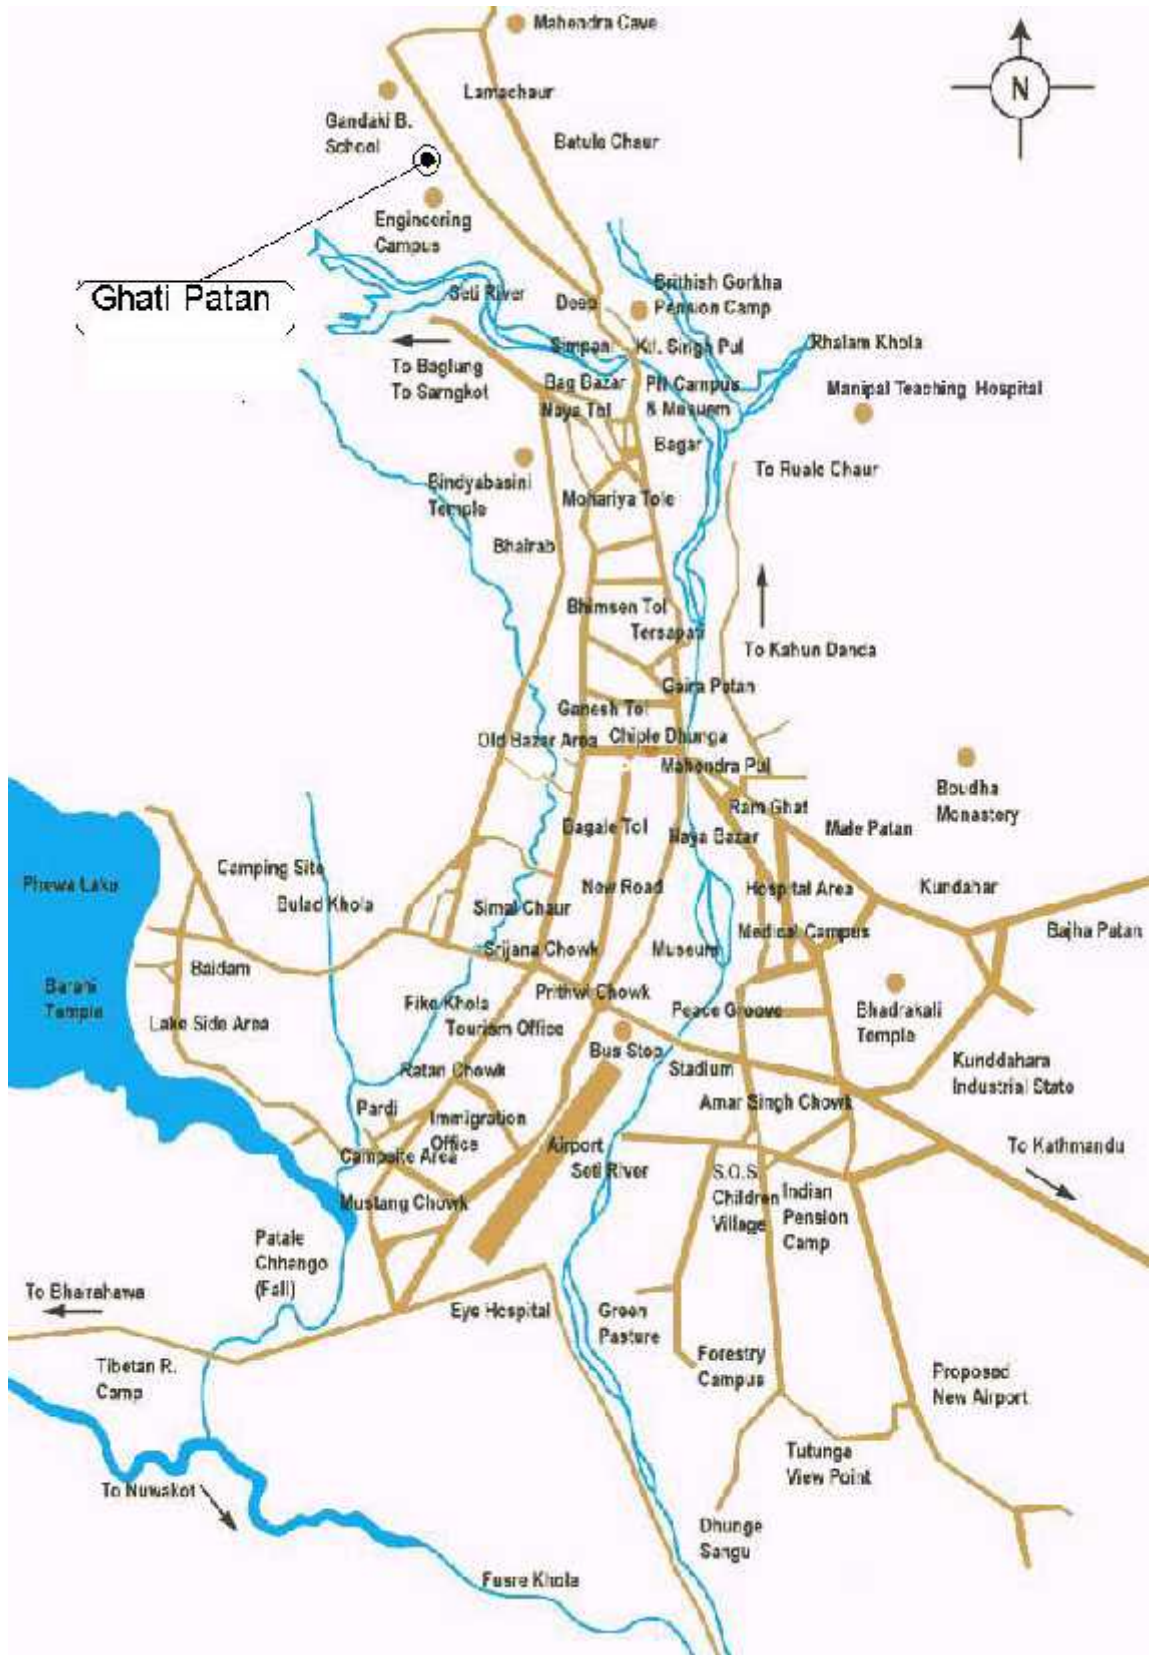 Mahendra Cave
N
Lamachaur
Gandaki B.
School
Batule Chaur
Engineering
Campus
Ghati Patan
Seti River
Deep
Brithish Gorkha
Pension Camp
Simpani
K.I. Singh Pul
Rhalam Khola
To Baglung
To Sarngkot
Bag Bazar
PN Campus
& Musuem
Manipal Teaching Hospital
Naya Tol
Bagar
To Rualc Chaur
Bindyabasini
Temple
Mohariya Tole
Bhairab
Bhimsen Tol
Tersapati
To Kahun Danda
Gaira Patan
Ganesh Tol
Old Bazar Area
Chiple Dhunga
Mahendra Pul
Boudha
Monastery
Ram Ghat
Bagale Tol
Naya Bazar
Male Patan
Camping Site
Phewa Lake
Bulad Khola
New Road
Hospital Area
Kundahar
Simal Chaur
Medical Campus
Bajha Patan
Srijana Chowk
Museum
Baidam
Barahi
Temple
Prithwi Chowk
Fike Khola
Lake Side Area
Tourism Office
Peace Groove
Bhadrakali
Temple
Bus Stop
Ratan Chowk
Stadium
Kunddahara
Industrial State
Pardi
Immigration
Office
Amar Singh Chowk
Airport
Seti River
To Kathmandu
Campsite Area
S.O.S.
Children
Village
Indian
Pension
Camp
Mustang Chowk
Patale
Chhango
(Fall)
To Bhairahawa
Eye Hospital
Green
Pasture
Tibetan R.
Camp
Forestry
Campus
Proposed
New Airport
Tutunga
View Point
To Nuwakot
Dhunge
Sangu
Fusre Khola